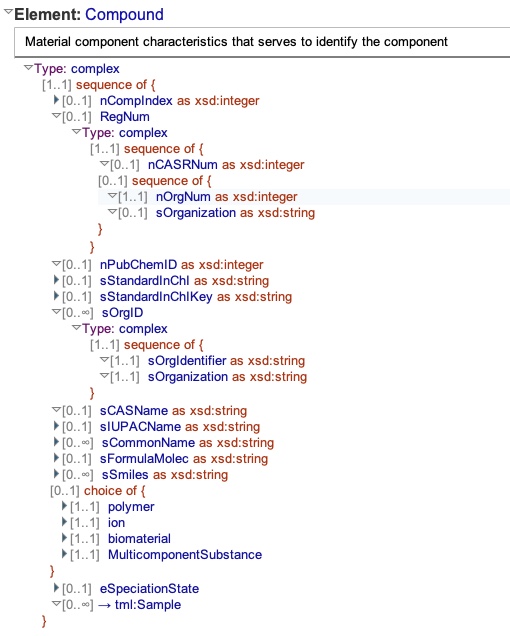 Element: Compound
Material component characteristics that serves to identify the component
Type: complex
[1..1] sequence of {
[0..1] nCompIndex as xsd:integer
[0..1] RegNum
Type: complex
[1..1] sequence of {
[0..1] nCASRNum as xsd:integer
[0..1] sequence of {
[1..1] nOrgNum as xsd:integer
[0..1] sOrganization as xsd:string
}
}
[0..1] nPubChemID as xsd:integer
[0..1] sStandardInChI as xsd:string
[0..1] sStandardInChIKey as xsd:string
[0..∞] sOrgID
Type: complex
[1..1] sequence of {
[1..1] sOrgIdentifier as xsd:string
[1..1] sOrganization as xsd:string
}
[0..1] sCASName as xsd:string
[0..1] sIUPACName as xsd:string
[0..∞] sCommonName as xsd:string
[0..1] sFormulaMolec as xsd:string
[0..∞] sSmiles as xsd:string
[0..1] choice of {
[1..1] polymer
[1..1] ion
[1..1] biomaterial
[1..1] MulticomponentSubstance
}
[0..1] eSpeciationState
[0..∞] → tml:Sample
}